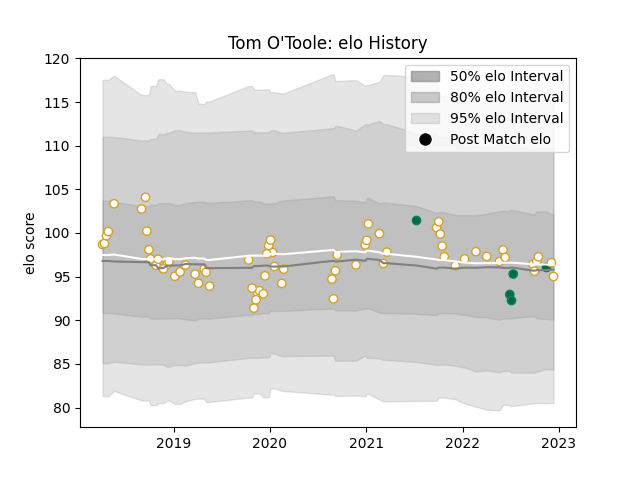 Tom O'Toole: elo History
50% elo Interval
80% elo Interval
95% elo Interval
Post Match elo
elo score
120
115
110
105
100
95
90
85
80
2019 2020 2021 2022 2023